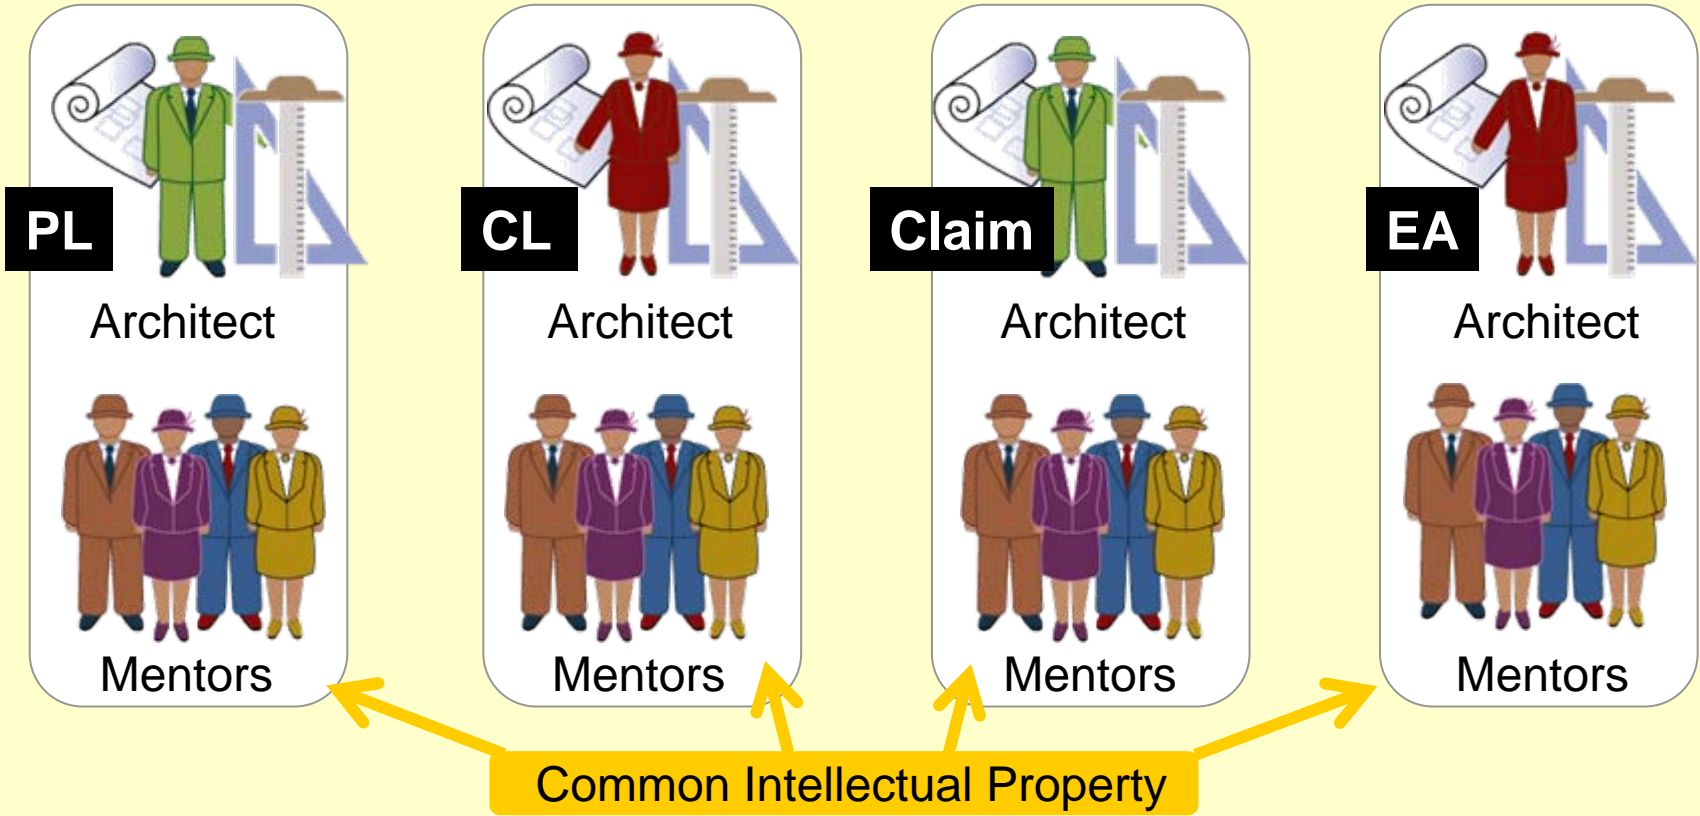 PL
CL
Claim
EA
Architect
Architect
Architect
Architect
Mentors
Mentors
Mentors
Mentors
Common Intellectual Property